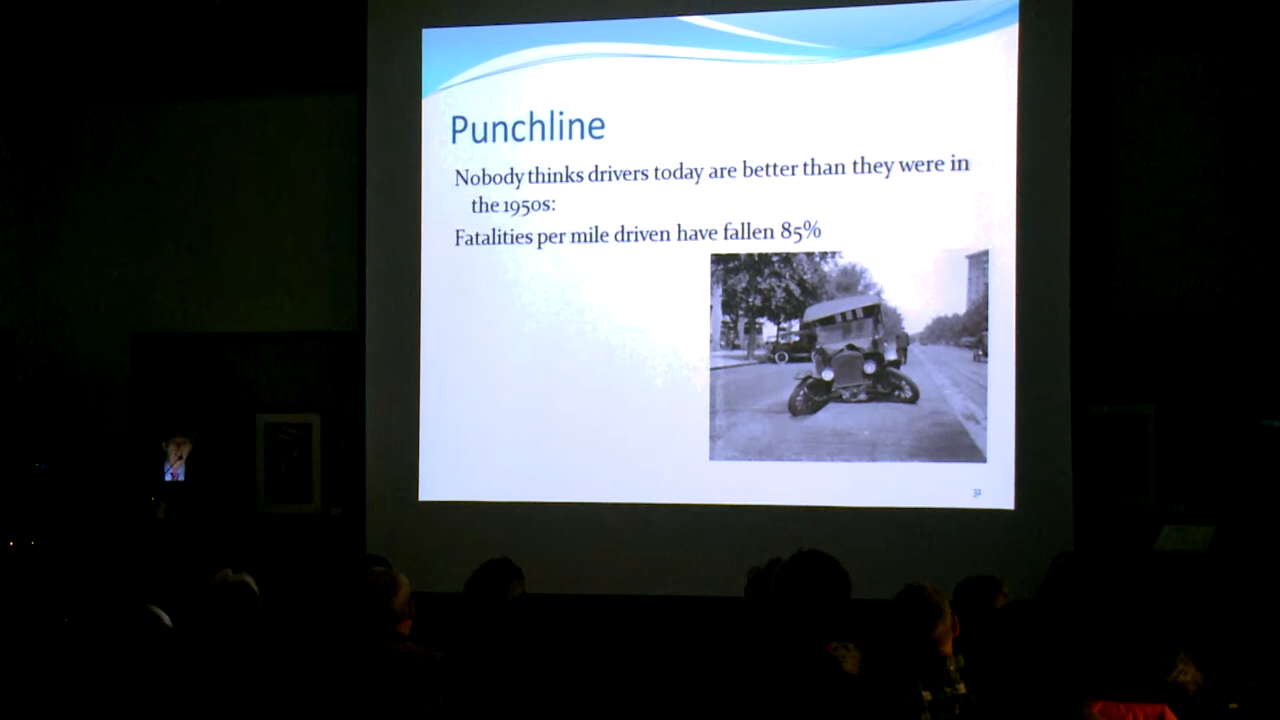 Punchline
Nobody thinks drivers today are better than they were in
the 1950s:
Fatalities per mile driven have fallen 85%